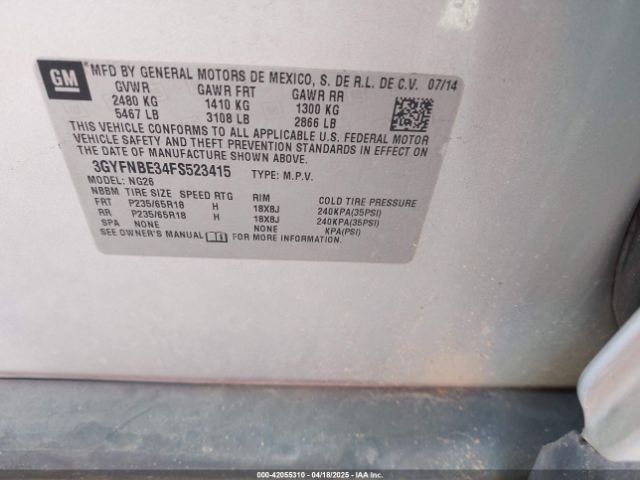 GM
MFD BY GENERAL MOTORS DE MEXICO, S. DE R.L. DE C.V. 07/14
GVWR GAWR FRT GAWR RR
2480 KG 1410 KG 1300 KG
5467 LB 3108 LB 2866 LB
THIS VEHICLE CONFORMS TO ALL APPLICABLE U.S. FEDERAL MOTOR
VEHICLE SAFETY AND THEFT PREVENTION STANDARDS IN EFFECT ON
THE DATE OF MANUFACTURE SHOWN ABOVE.
3GYFNBE34FS523415 TYPE: M.P.V.
MODEL: NG26
NBBM TIRE SIZE SPEED RTG RIM COLD TIRE PRESSURE
FRT P235/65R18 H 18X8J 240KPA(35PSI)
RR P235/65R18 H 18X8J 240KPA(35PSI)
SPA NONE NONE KPA(PSI)
SEE OWNER'S MANUAL FOR MORE INFORMATION.
000-42055310 - 04/18/2025 - IAAI.com